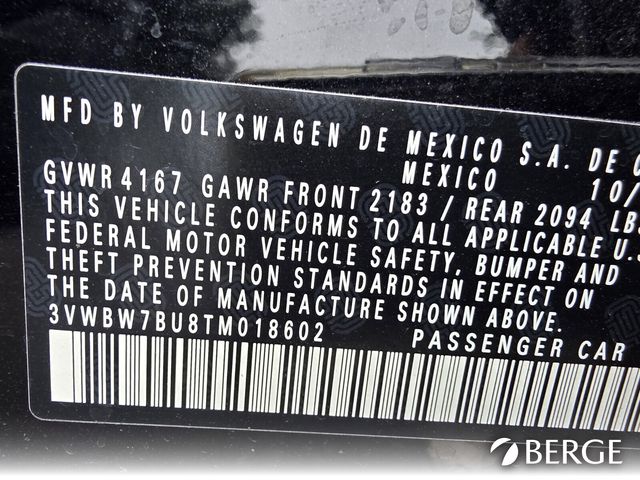 MFD BY VOLKSWAGEN DE MEXICO S.A. DE
MEXICO 10/
GVWR 4167 GAWR FRONT 2183 / REAR 2094 LBS
THIS VEHICLE CONFORMS TO ALL APPLICABLE U.S
FEDERAL MOTOR VEHICLE SAFETY, BUMPER AND
THEFT PREVENTION STANDARDS IN EFFECT ON
THE DATE OF MANUFACTURE SHOWN ABOVE.
3VWBW7BU8TM018602 PASSENGER CAR
BERGE